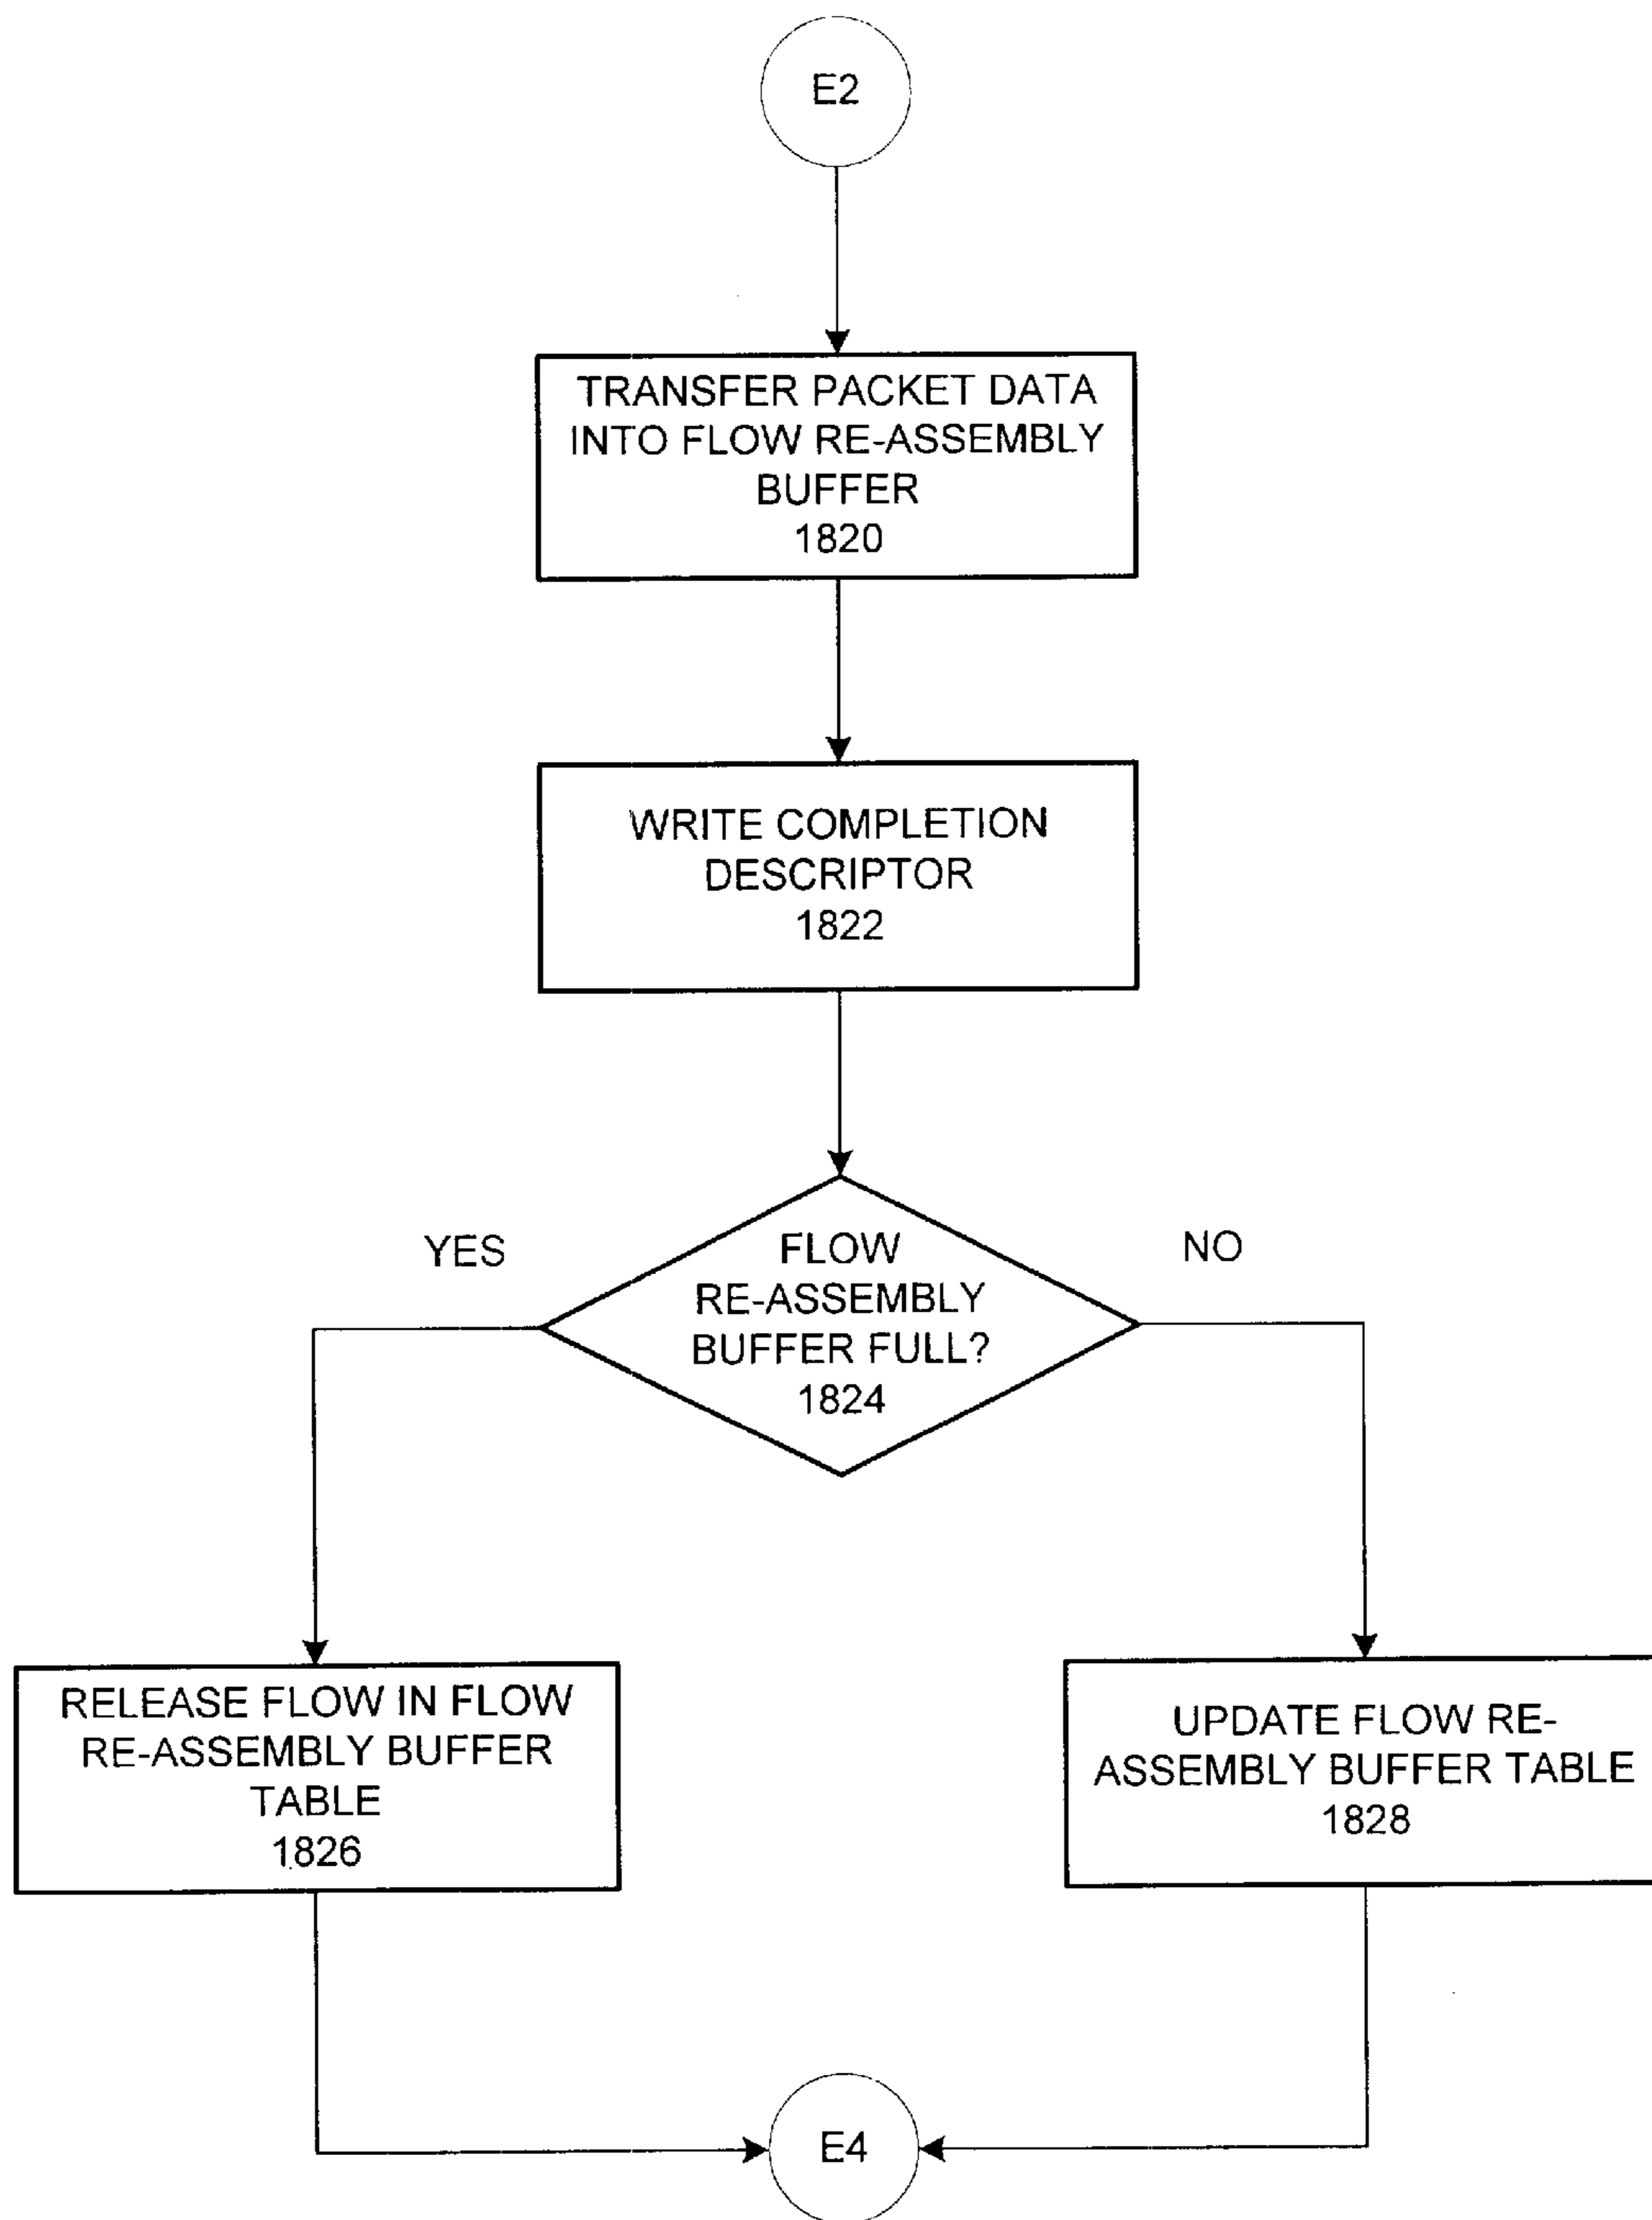 E2
TRANSFER PACKET DATA
INTO FLOW RE-ASSEMBLY
BUFFER
1820
WRITE COMPLETION
DESCRIPTOR
1822
YES
NO
FLOW
RE-ASSEMBLY
BUFFER FULL?
1824
RELEASE FLOW IN FLOW
RE-ASSEMBLY BUFFER
TABLE
1826
UPDATE FLOW RE-
ASSEMBLY BUFFER TABLE
1828
E4